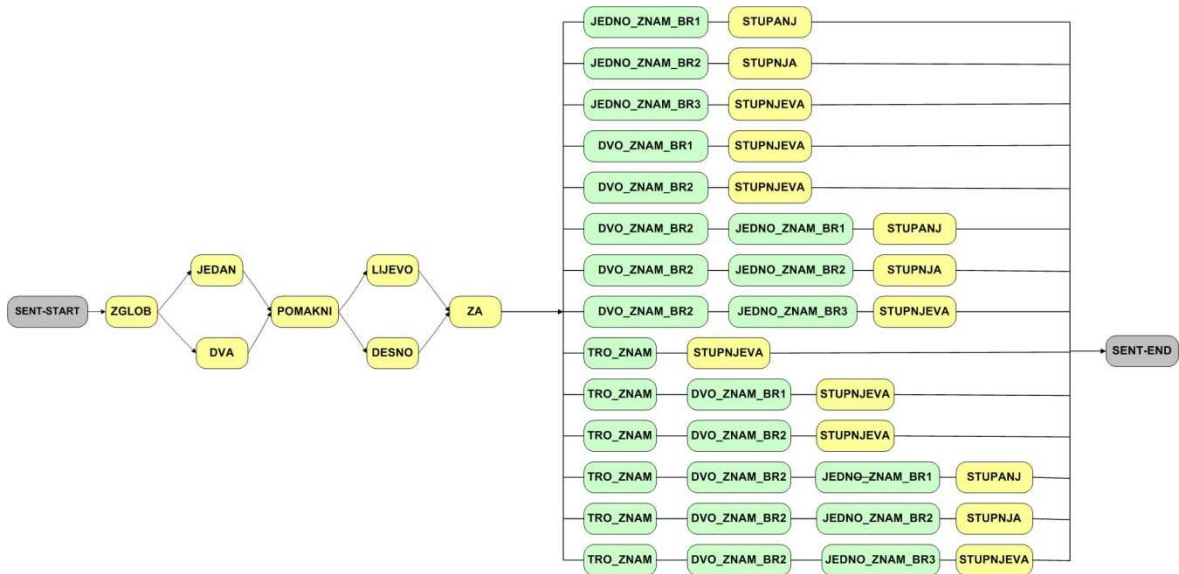 JEDNO_ZNAM_BR1 STUPANJ
JEDNO_ZNAM_BR2 STUPNJA
JEDNO_ZNAM_BR3 STUPNJEVA
DVO_ZNAM_BR1 STUPNJEVA
DVO_ZNAM_BR2 STUPNJEVA
DVO_ZNAM_BR2 JEDNO_ZNAM_BR1 STUPANJ
JEDAN LIJEVO DVO_ZNAM_BR2 JEDNO_ZNAM_BR2 STUPNJA
SENT-START ZGLOB POMAKNI ZA DVO_ZNAM_BR2 JEDNO_ZNAM_BR3 STUPNJEVA
DVA DESNO TRO_ZNAM STUPNJEVA SENT-END
TRO_ZNAM DVO_ZNAM_BR1 STUPNJEVA
TRO_ZNAM DVO_ZNAM_BR2 STUPNJEVA
TRO_ZNAM DVO_ZNAM_BR2 JEDNO_ZNAM_BR1 STUPANJ
TRO_ZNAM DVO_ZNAM_BR2 JEDNO_ZNAM_BR2 STUPNJA
TRO_ZNAM DVO_ZNAM_BR2 JEDNO_ZNAM_BR3 STUPNJEVA